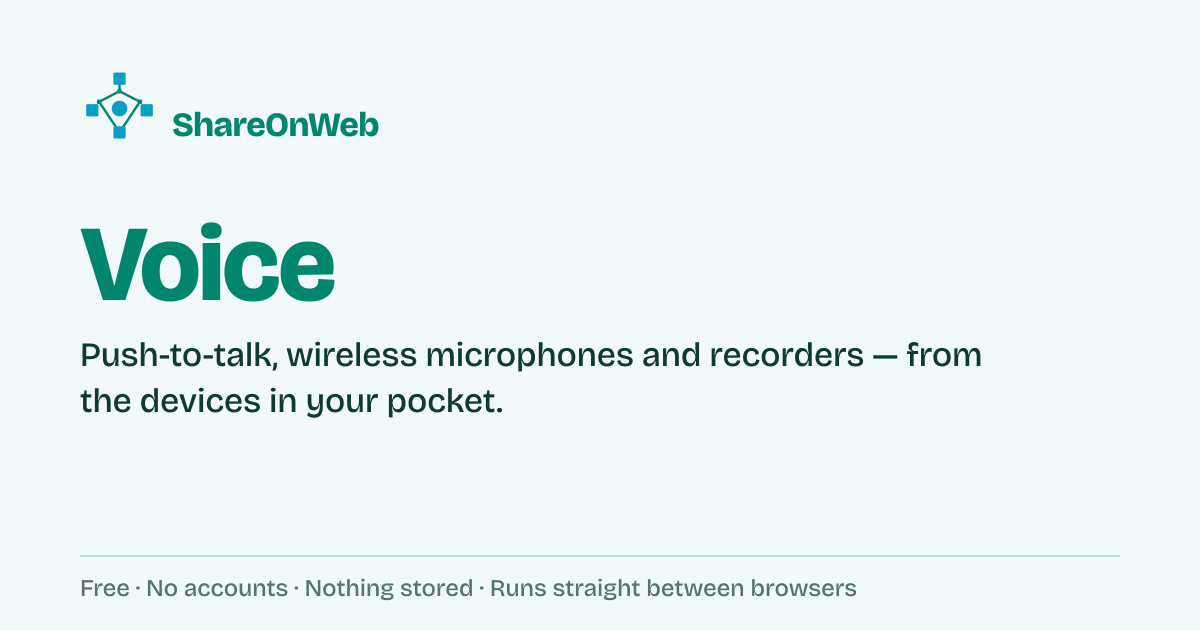 ShareOnWeb
Voice
Push-to-talk, wireless microphones and recorders — from
the devices in your pocket.
Free · No accounts · Nothing stored · Runs straight between browsers